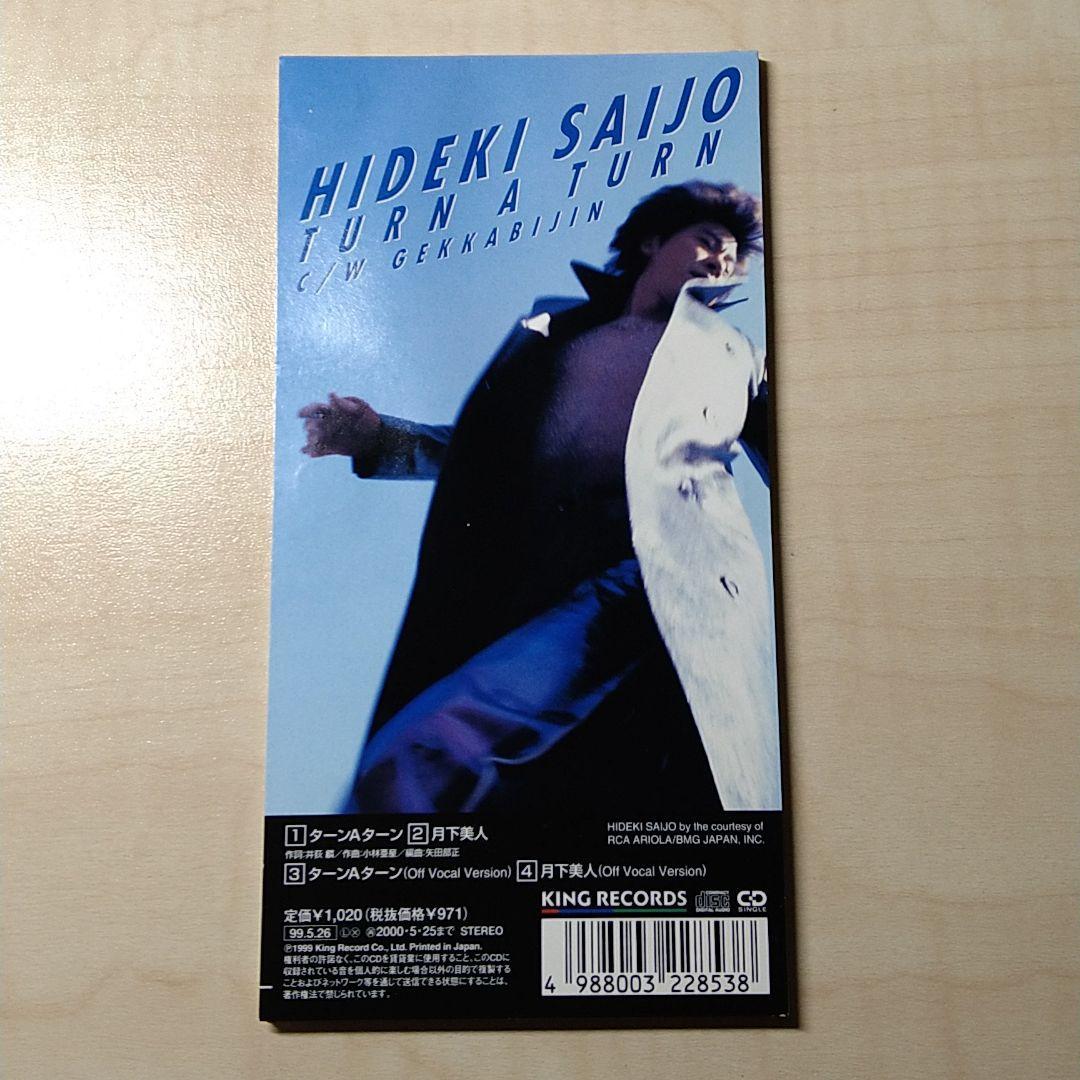 HIDEKI SAIJO
TURN A TURN
C/W GEKKABIJIN
1 ターンAターン 2 月下美人
作詞:井荻 麟/作曲:小林亜星/編曲:矢田部正
3 ターンAターン(Off Vocal Version) 4 月下美人(Off Vocal Version)
HIDEKI SAIJO by the courtesy of
RCA ARIOLA/BMG JAPAN, INC.
KING RECORDS
COMPACT disc DIGITAL AUDIO
CD SINGLE
定価¥1,020(税抜価格¥971)
99.5.26 Ⓛ 2000・5・25まで STEREO
Ⓟ1999 King Record Co., Ltd. Printed in Japan.
権利者の許諾なく、このCDを賃貸業に使用すること、このCDに
収録されている音を個人的に楽しむ場合以外の目的で複製する
ことおよびネットワーク等を通じて送信できる状態にすることは、
著作権法で禁じられています。
4 988003 228538